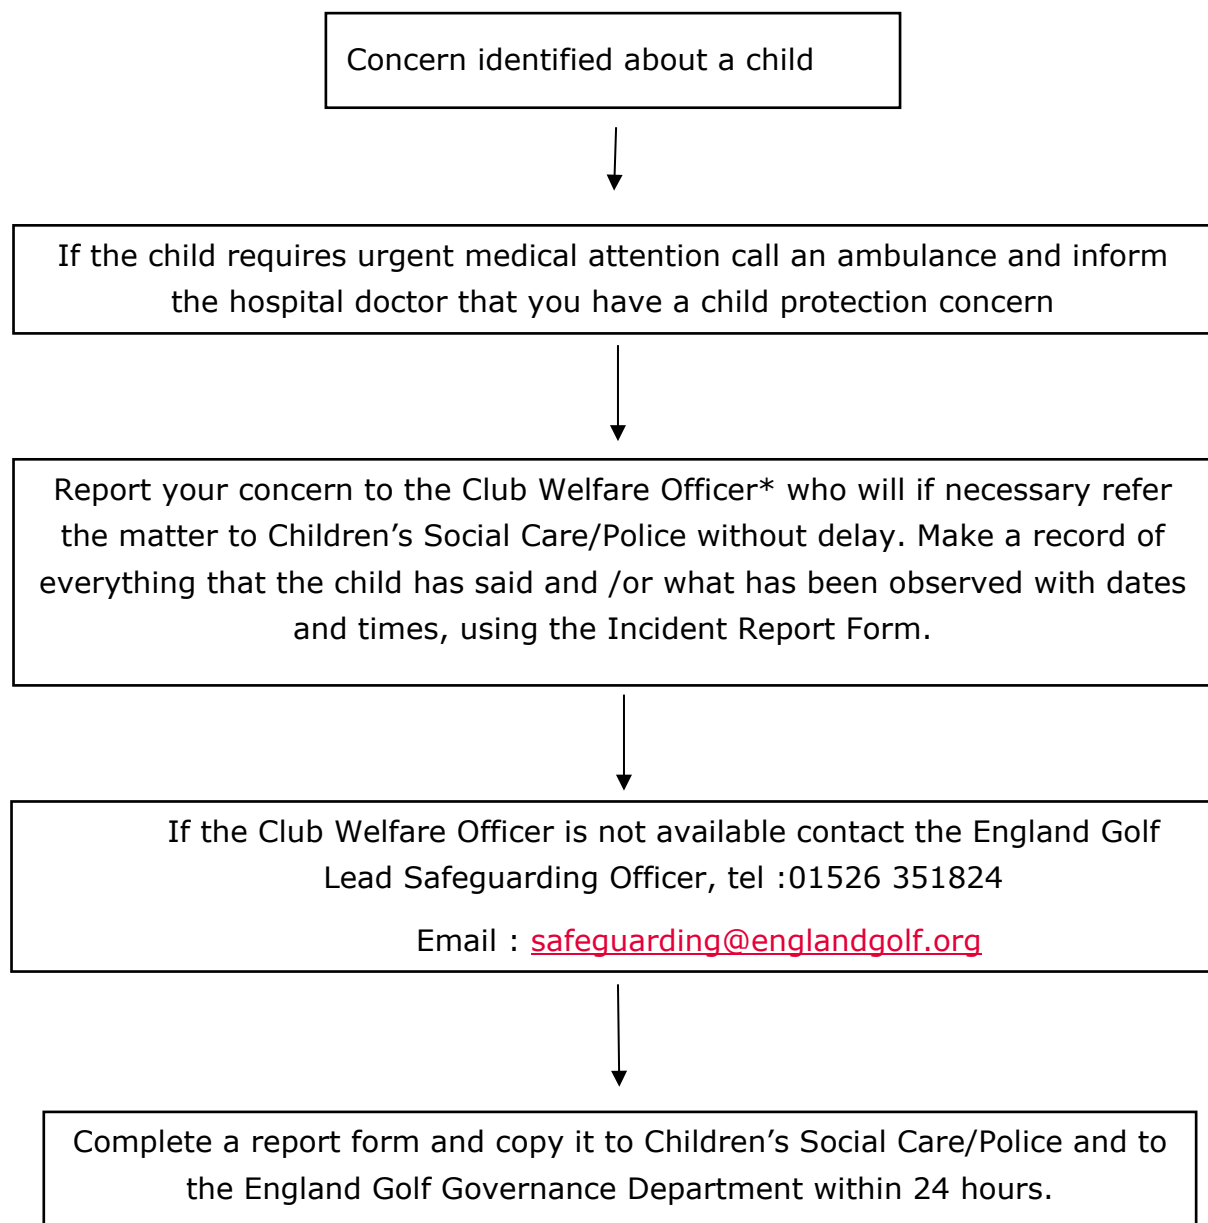 Concern identified about a child
If the child requires urgent medical attention call an ambulance and inform
the hospital doctor that you have a child protection concern
Report your concern to the Club Welfare Officer* who will if necessary refer
the matter to Children’s Social Care/Police without delay. Make a record of
everything that the child has said and /or what has been observed with dates
and times, using the Incident Report Form.
If the Club Welfare Officer is not available contact the England Golf
Lead Safeguarding Officer, tel :01526 351824
Email : safeguarding@englandgolf.org
Complete a report form and copy it to Children’s Social Care/Police and to
the England Golf Governance Department within 24 hours.